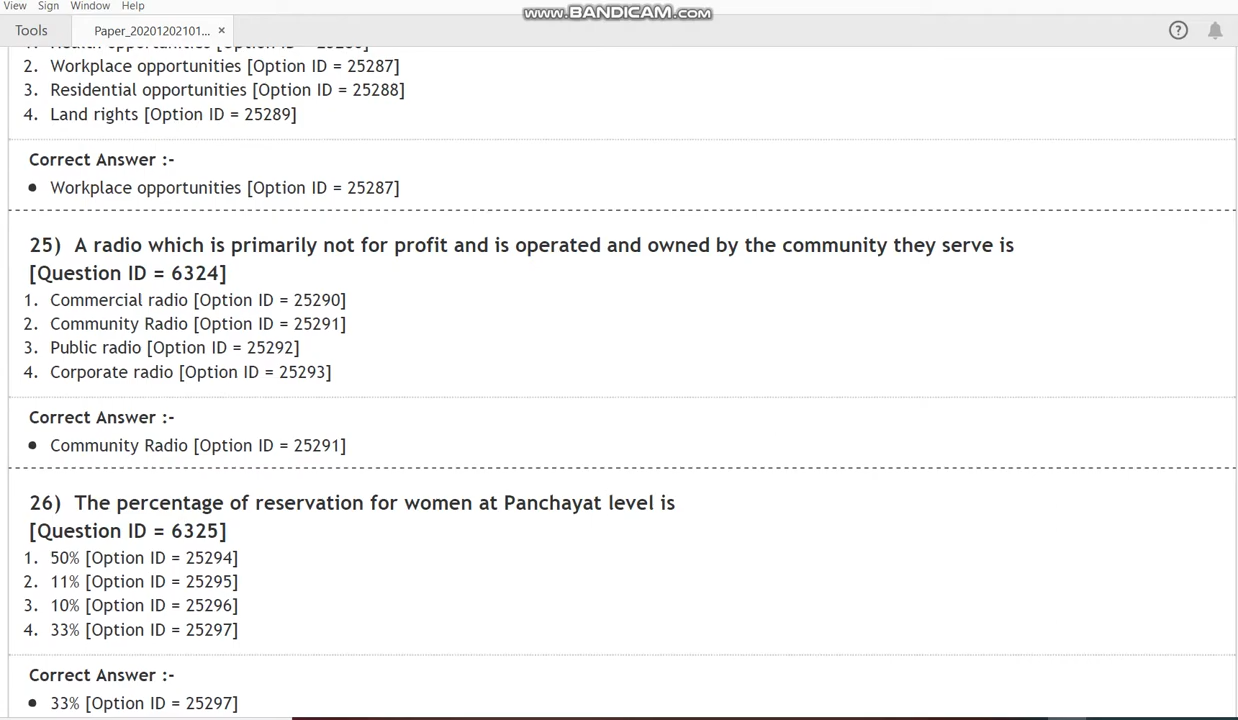 View Sign Window Help
www.BANDICAM.com
Tools Paper_20201202101... ×
2. Workplace opportunities [Option ID = 25287]
3. Residential opportunities [Option ID = 25288]
4. Land rights [Option ID = 25289]
Correct Answer :-
• Workplace opportunities [Option ID = 25287]
25) A radio which is primarily not for profit and is operated and owned by the community they serve is
[Question ID = 6324]
1. Commercial radio [Option ID = 25290]
2. Community Radio [Option ID = 25291]
3. Public radio [Option ID = 25292]
4. Corporate radio [Option ID = 25293]
Correct Answer :-
• Community Radio [Option ID = 25291]
26) The percentage of reservation for women at Panchayat level is
[Question ID = 6325]
1. 50% [Option ID = 25294]
2. 11% [Option ID = 25295]
3. 10% [Option ID = 25296]
4. 33% [Option ID = 25297]
Correct Answer :-
• 33% [Option ID = 25297]